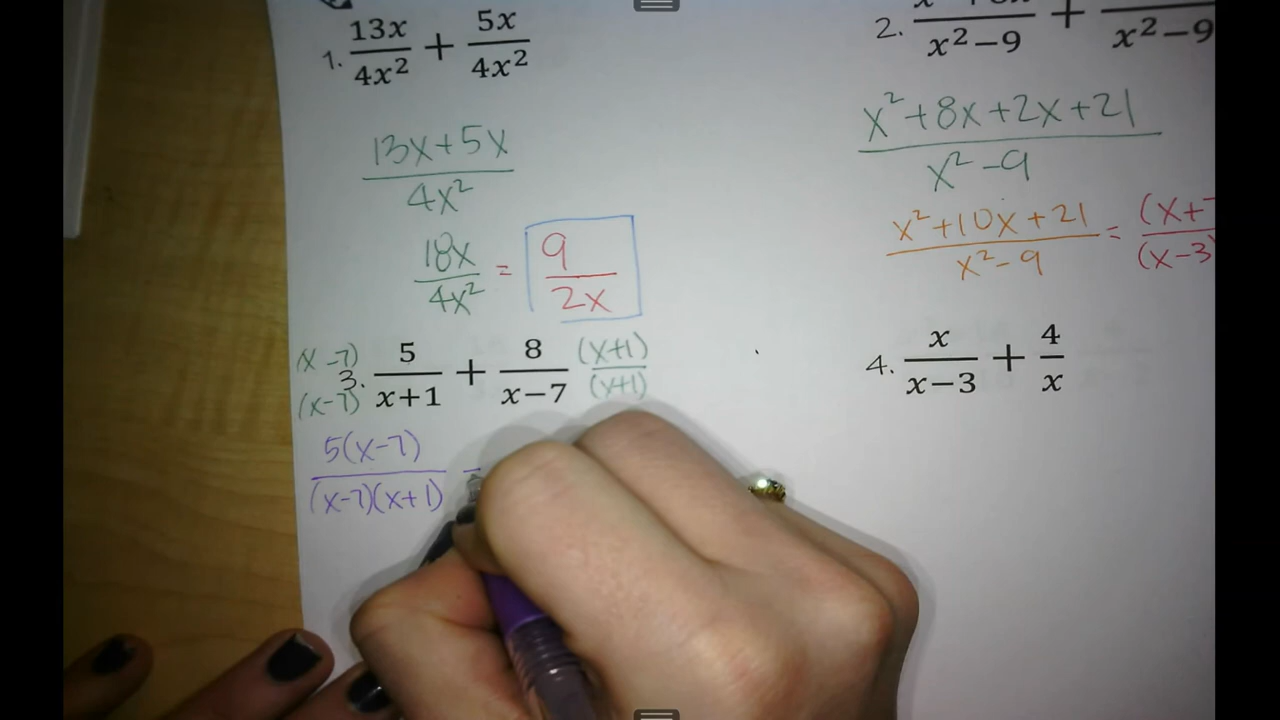 1. 13x/4x² + 5x/4x²
13x+5x/4x²
18x/4x² = 9/2x
2. x²−9 + x²−9
x²+8x+2x+21/x²-9
x²+10x+21/x²-9 = (x+7/(x-3)
3. (x-7)/(x-7) 5/x+1 + 8/x−7 (x+1)/(x+1)
5(x-7)/(x-7)(x+1)
4. x/x−3 + 4/x